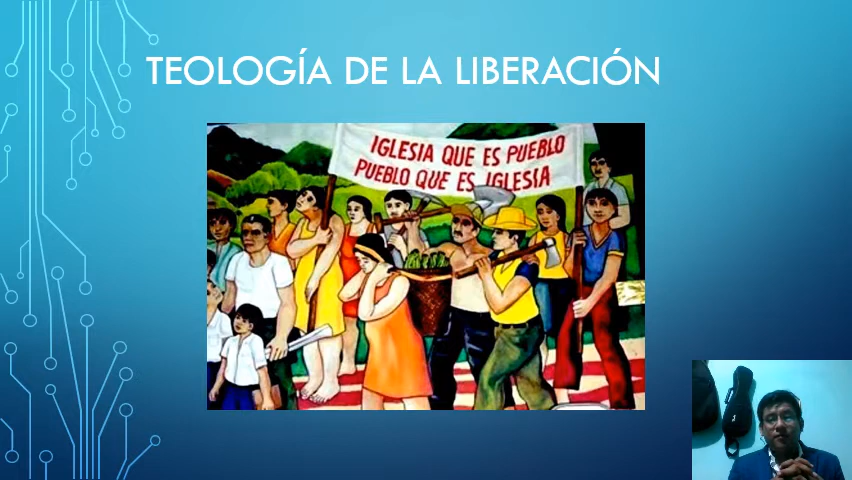 TEOLOGÍA DE LA LIBERACIÓN
IGLESIA QUE ES PUEBLO
PUEBLO QUE ES IGLESIA